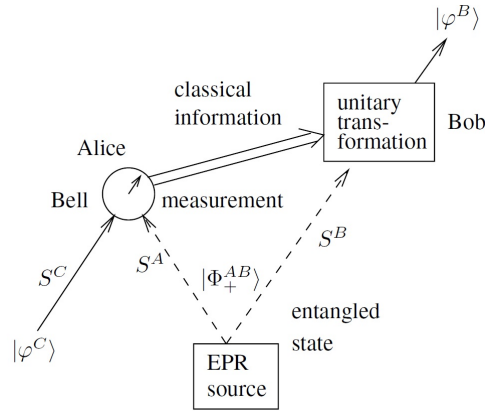 |φ^B⟩
classical
information
unitary
trans-
formation
Bob
Alice
Bell
measurement
S^C
S^A
S^B
|Φ_+^{AB}⟩
|φ^C⟩
entangled
state
EPR
source